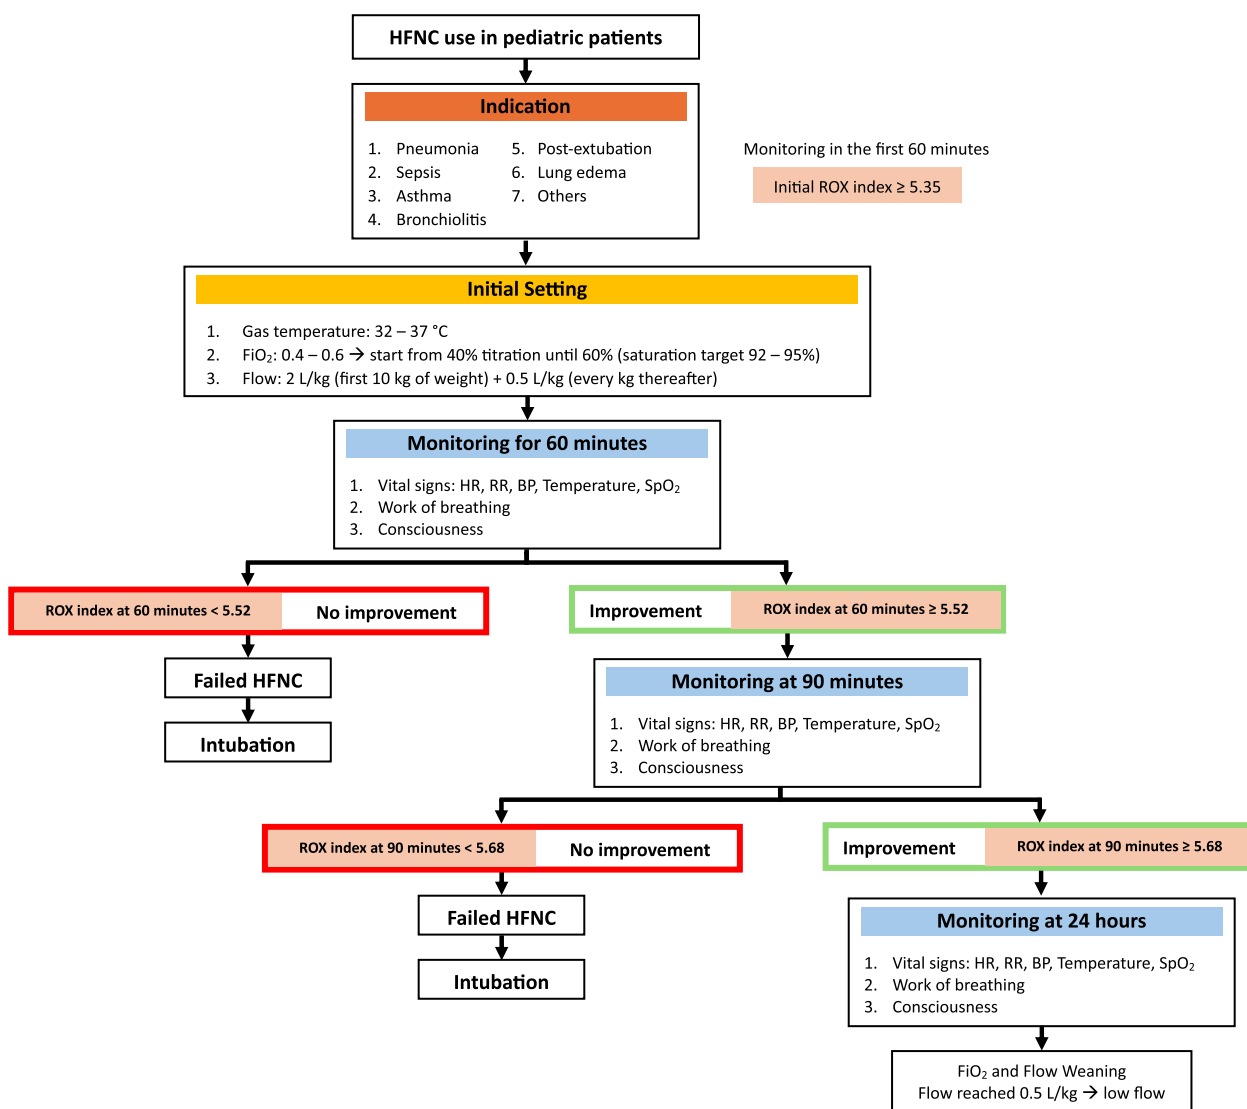 HFNC use in pediatric patients
Indication
1. Pneumonia
2. Sepsis
3. Asthma
4. Bronchiolitis
5. Post-extubation
6. Lung edema
7. Others
Monitoring in the first 60 minutes
Initial ROX index ≥ 5.35
Initial Setting
1. Gas temperature: 32 – 37 °C
2. FiO₂: 0.4 – 0.6 → start from 40% titration until 60% (saturation target 92 – 95%)
3. Flow: 2 L/kg (first 10 kg of weight) + 0.5 L/kg (every kg thereafter)
Monitoring for 60 minutes
1. Vital signs: HR, RR, BP, Temperature, SpO₂
2. Work of breathing
3. Consciousness
ROX index at 60 minutes < 5.52 No improvement
Failed HFNC
Intubation
Improvement ROX index at 60 minutes ≥ 5.52
Monitoring at 90 minutes
1. Vital signs: HR, RR, BP, Temperature, SpO₂
2. Work of breathing
3. Consciousness
ROX index at 90 minutes < 5.68 No improvement
Failed HFNC
Intubation
Improvement ROX index at 90 minutes ≥ 5.68
Monitoring at 24 hours
1. Vital signs: HR, RR, BP, Temperature, SpO₂
2. Work of breathing
3. Consciousness
FiO₂ and Flow Weaning
Flow reached 0.5 L/kg → low flow